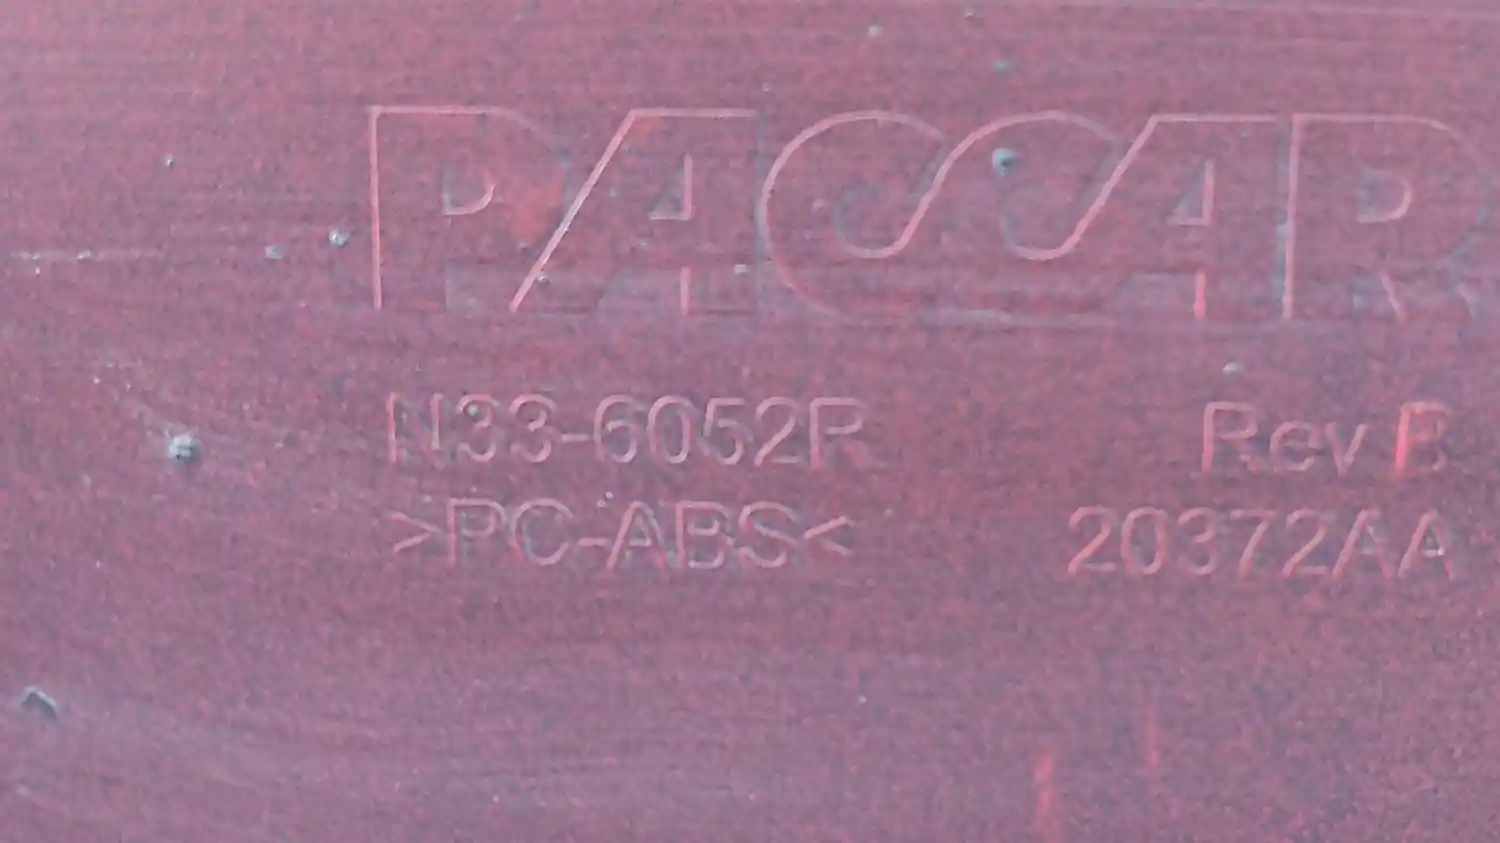 PACCAR
N33-6052R Rev B
>PC-ABS< 20372AA